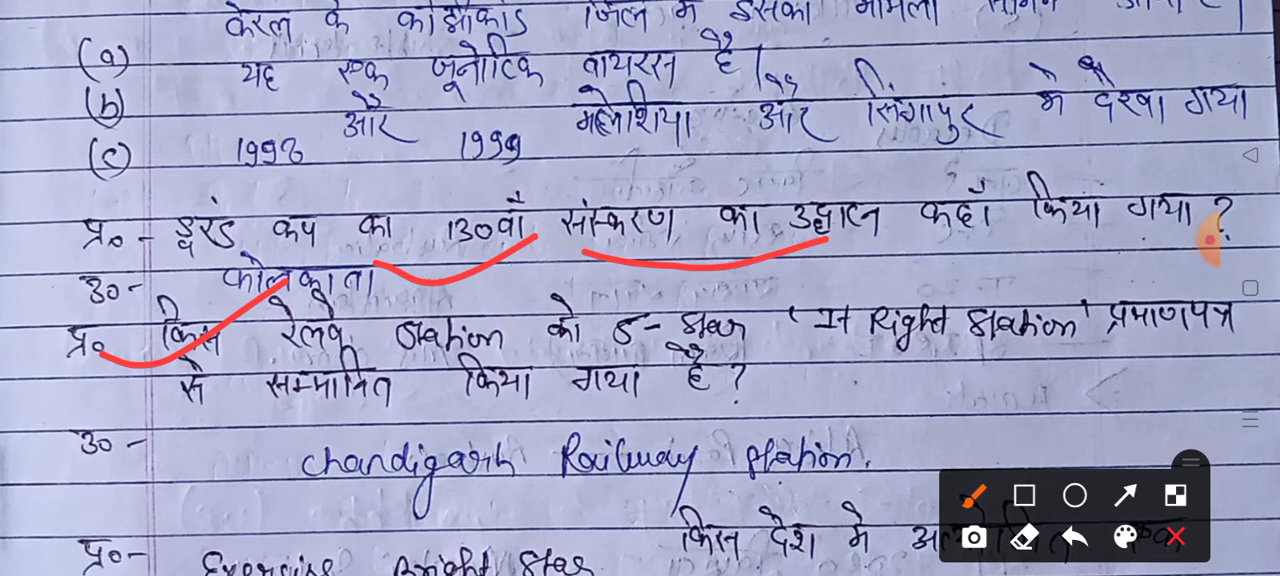 केरल के कोझीकोड जिले में इसका मामला
(a) यह एक जूनोटिक वायरस है।
(b) और मलेशिया और सिंगापुर में देखा गया
(c) 1998 1999
प्र०- डूरंड कप का 130वाँ संस्करण का उद्घाटन कहाँ किया गया ?
उ०- कोलकाता
प्र० किस रेलवे Station को 5- Star 'It Right Station' प्रमाणपत्र
से सम्मानित किया गया है ?
उ०- Chandigarh Railway Station.
प्र०- Exercise Bright Star किस देश में